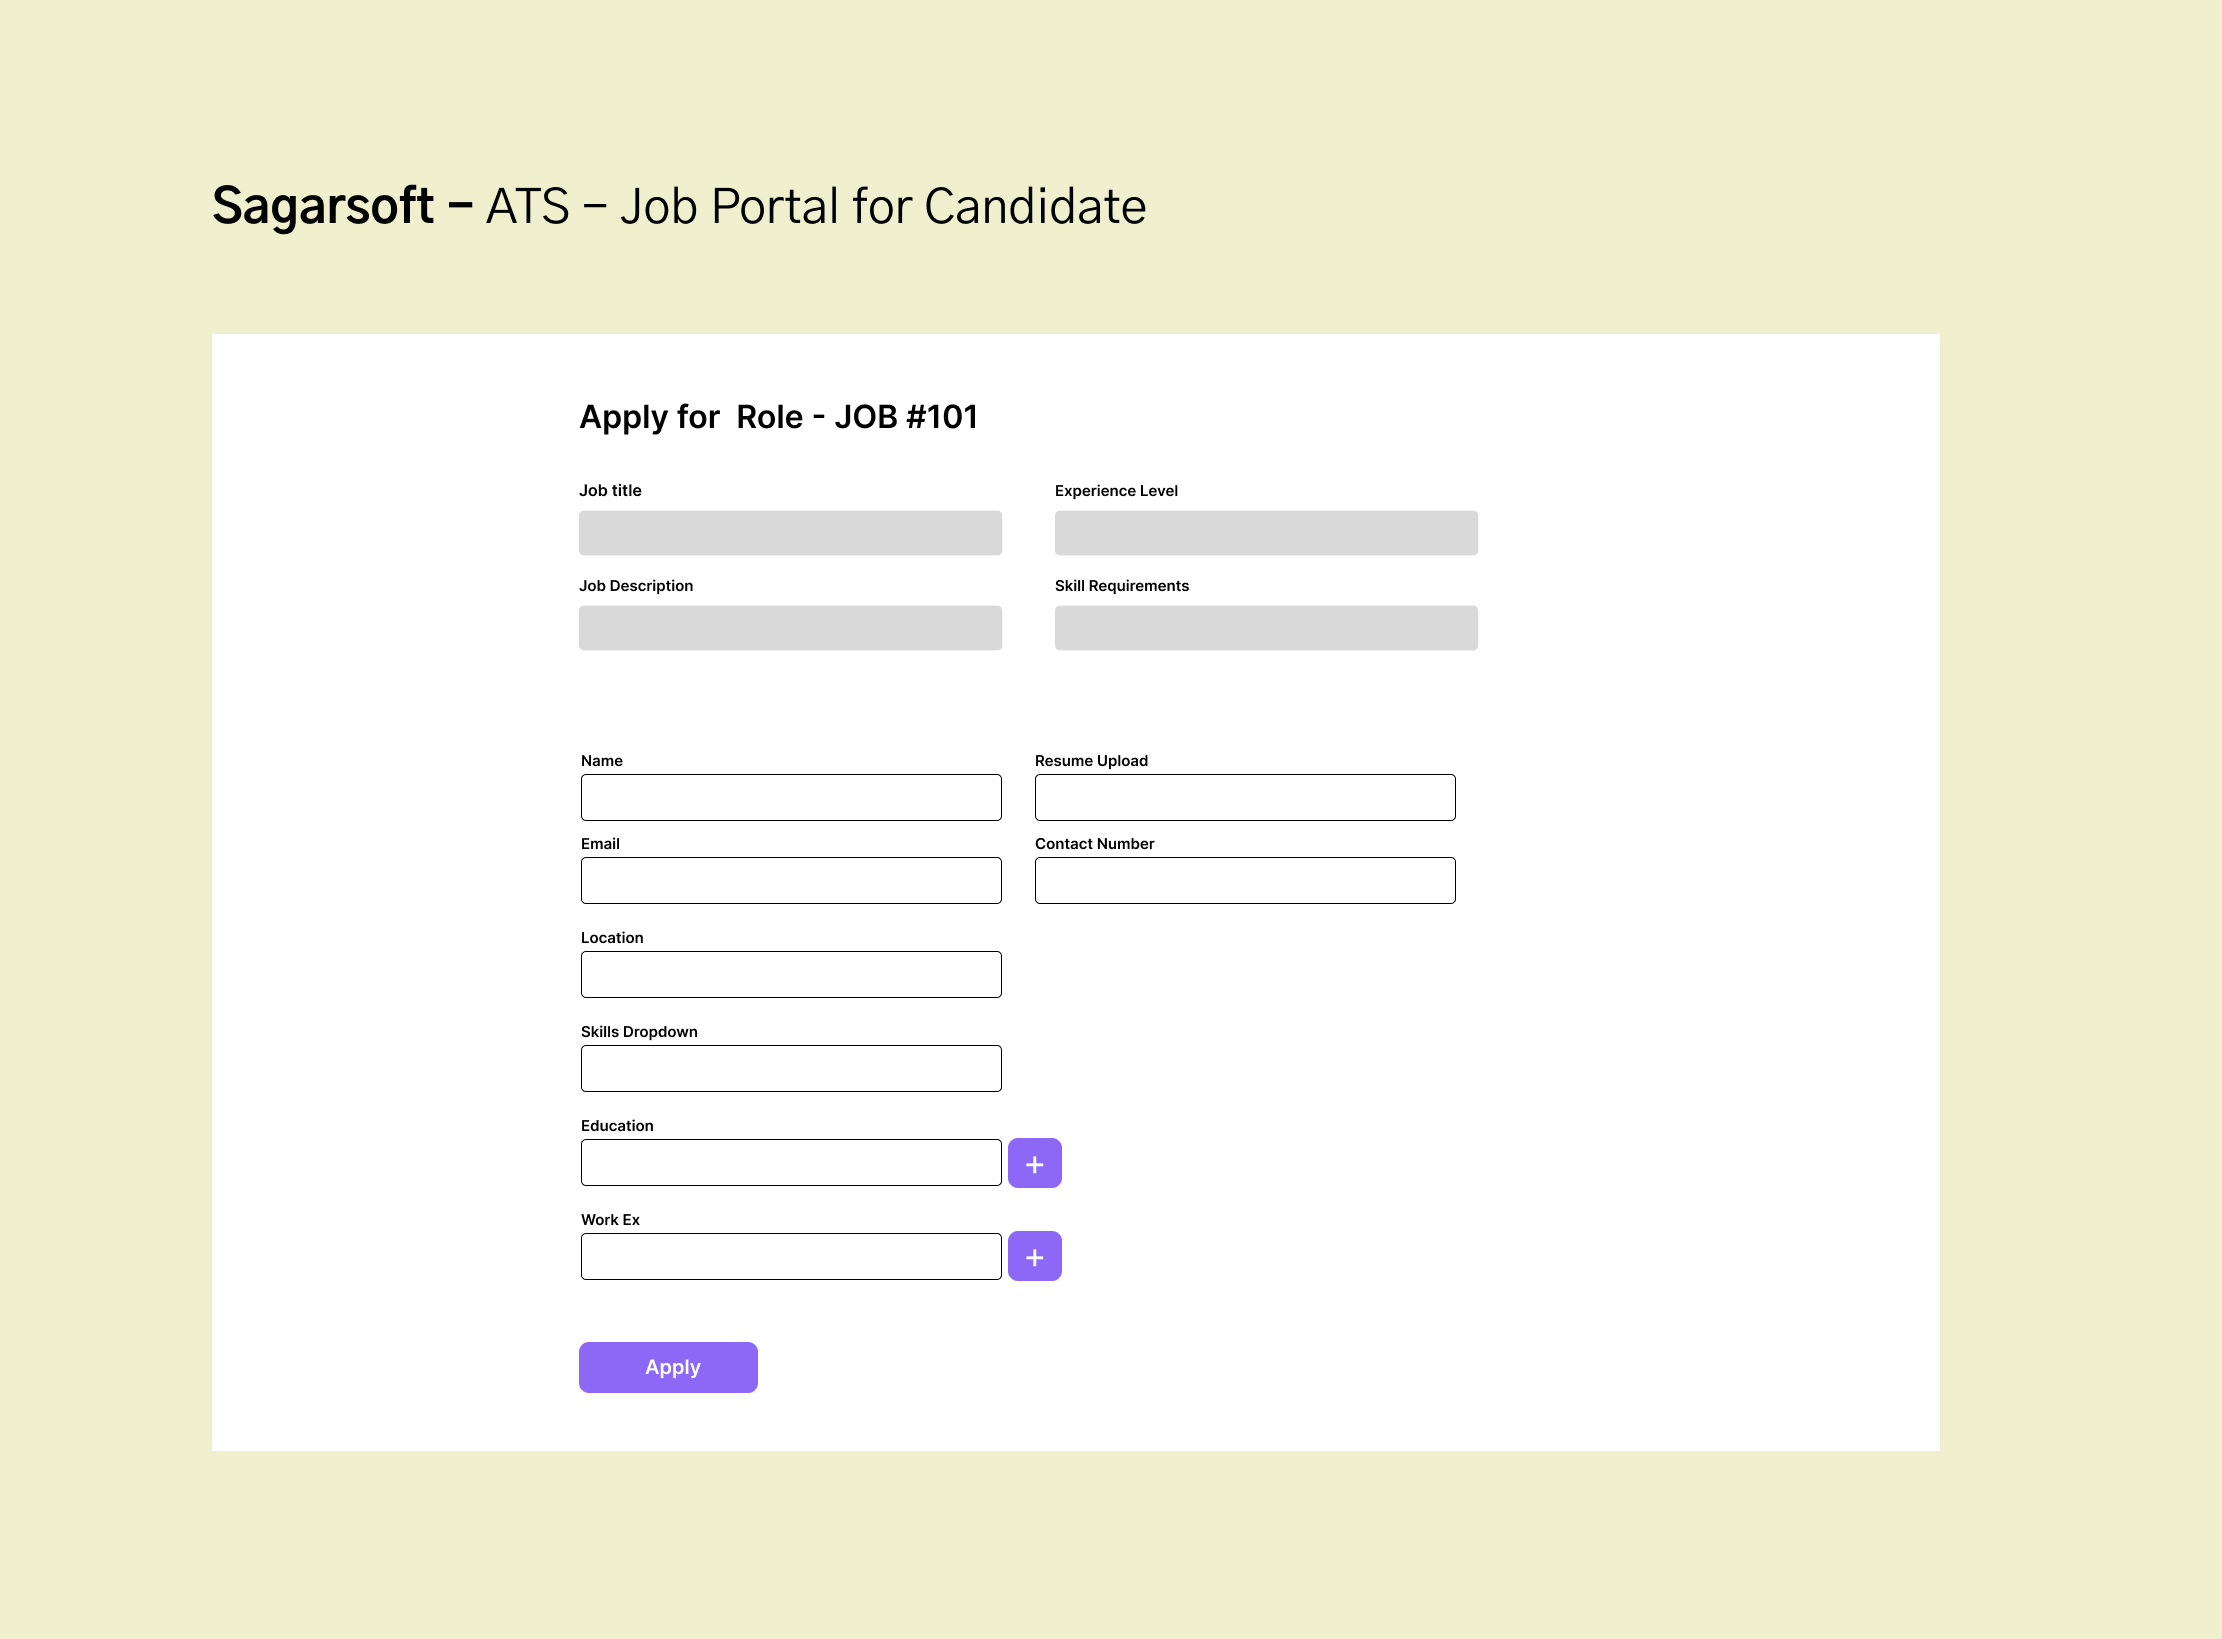 Sagarsoft – ATS – Job Portal for Candidate
Apply for  Role - JOB #101
Job title
Experience Level
Job Description
Skill Requirements
Name
Resume Upload
Email
Contact Number
Location
Skills Dropdown
Education
+
Work Ex
+
Apply